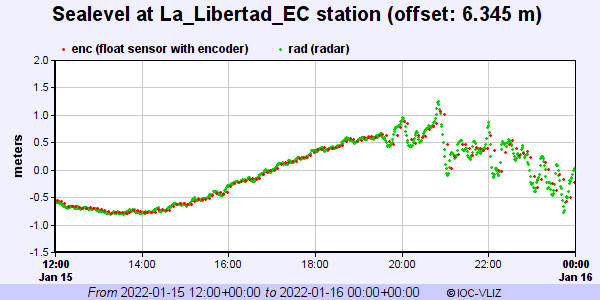 Sealevel at La_Libertad_EC station (offset: 6.345 m)
enc (float sensor with encoder) rad (radar)
2.0
1.5
1.0
0.5
0.0
-0.5
-1.0
-1.5
meters
12:00 14:00 16:00 18:00 20:00 22:00 00:00
Jan 15 Jan 16
From 2022-01-15 12:00+00:00 to 2022-01-16 00:00+00:00 © IOC-VLIZ